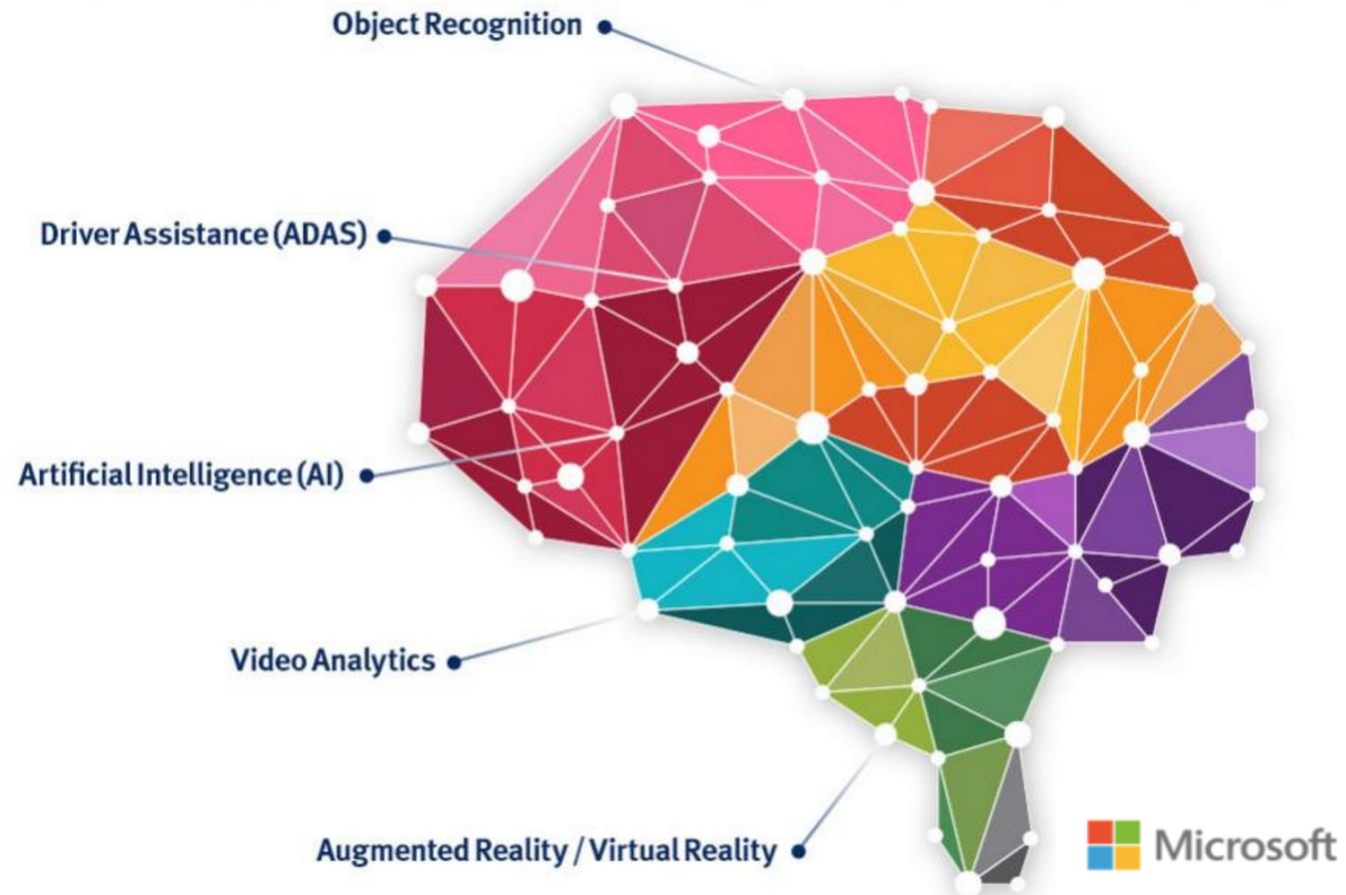 Object Recognition
Driver Assistance (ADAS)
Artificial Intelligence (AI)
Video Analytics
Augmented Reality / Virtual Reality
Microsoft